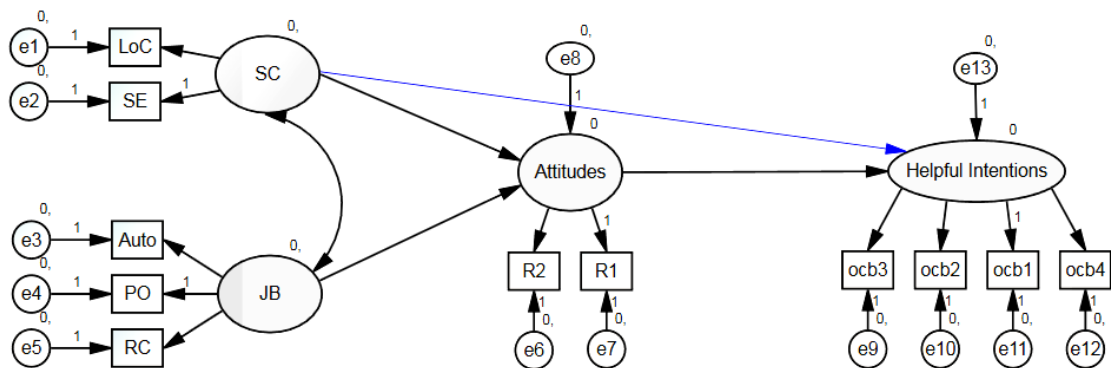 0,
e1
1
LoC
0,
e2
1
SE
0,
SC
1
0,
e3
1
Auto
0,
e4
1
PO
0,
e5
1
RC
0,
JB
1
0,
e8
1
0
Attitudes
1
R2
R1
1
0,
e6
1
0,
e7
0,
e13
1
0
Helpful Intentions
1
ocb3
ocb2
ocb1
ocb4
1
0,
e9
1
0,
e10
1
0,
e11
1
0,
e12